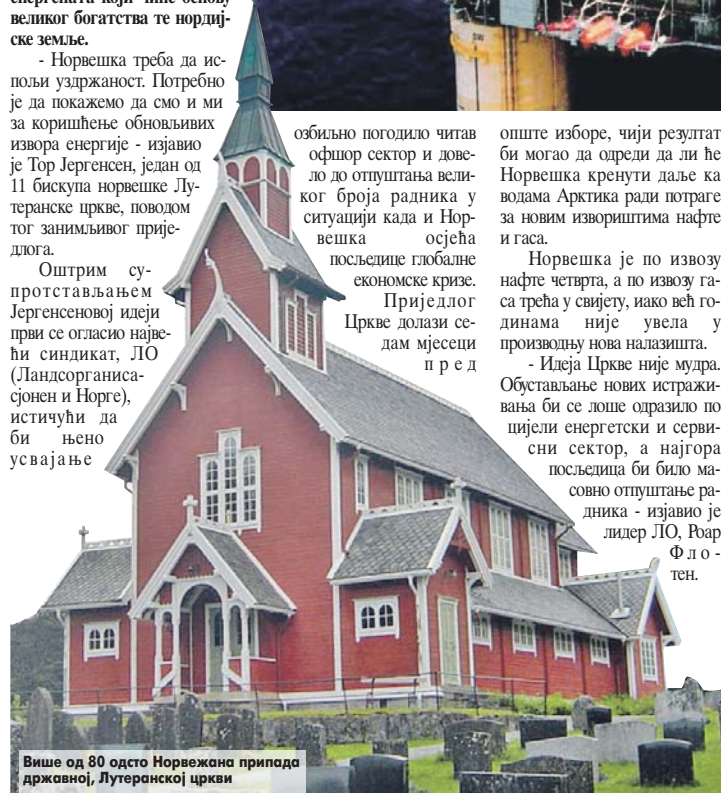 енергената који чине основу
великог богатства те нордиј-
ске земље.
- Норвешка треба да ис-
пољи уздржаност. Потребно
је да покажемо да смо и ми
за коришћење обновљивих
извора енергије - изјавио
је Тор Јергенсен, један од
11 бискупа норвешке Лу-
теранске цркве, поводом
тог занимљивог прије-
длога.
Оштрим су-
протстављањем
Јергенсеновој идеји
први се огласио најве-
ћи синдикат, ЛО
(Ландсорганиса-
сјонен и Норге),
истичући да
би њено
усвајање
озбиљно погодило читав
офшор сектор и дове-
ло до отпуштања вели-
ког броја радника у
ситуацији када и Нор-
вешка осјећа
посљедице глобалне
економске кризе.
Приједлог
Цркве долази се-
дам мјесеци
пред
опште изборе, чији резултат
би могао да одреди да ли ће
Норвешка кренути даље ка
водама Арктика ради потраге
за новим извориштима нафте
и гаса.
Норвешка је по извозу
нафте четврта, а по извозу га-
са трећа у свијету, иако већ го-
динама није увела у
производњу нова налазишта.
- Идеја Цркве није мудра.
Обустављање нових истражи-
вања би се лоше одразило по
цијели енергетски и серви-
сни сектор, а најгора
посљедица би било ма-
совно отпуштање ра-
дника - изјавио је
лидер ЛО, Роар
Фло-
тен.
Више од 80 одсто Норвежана припада
државној, Лутеранској цркви